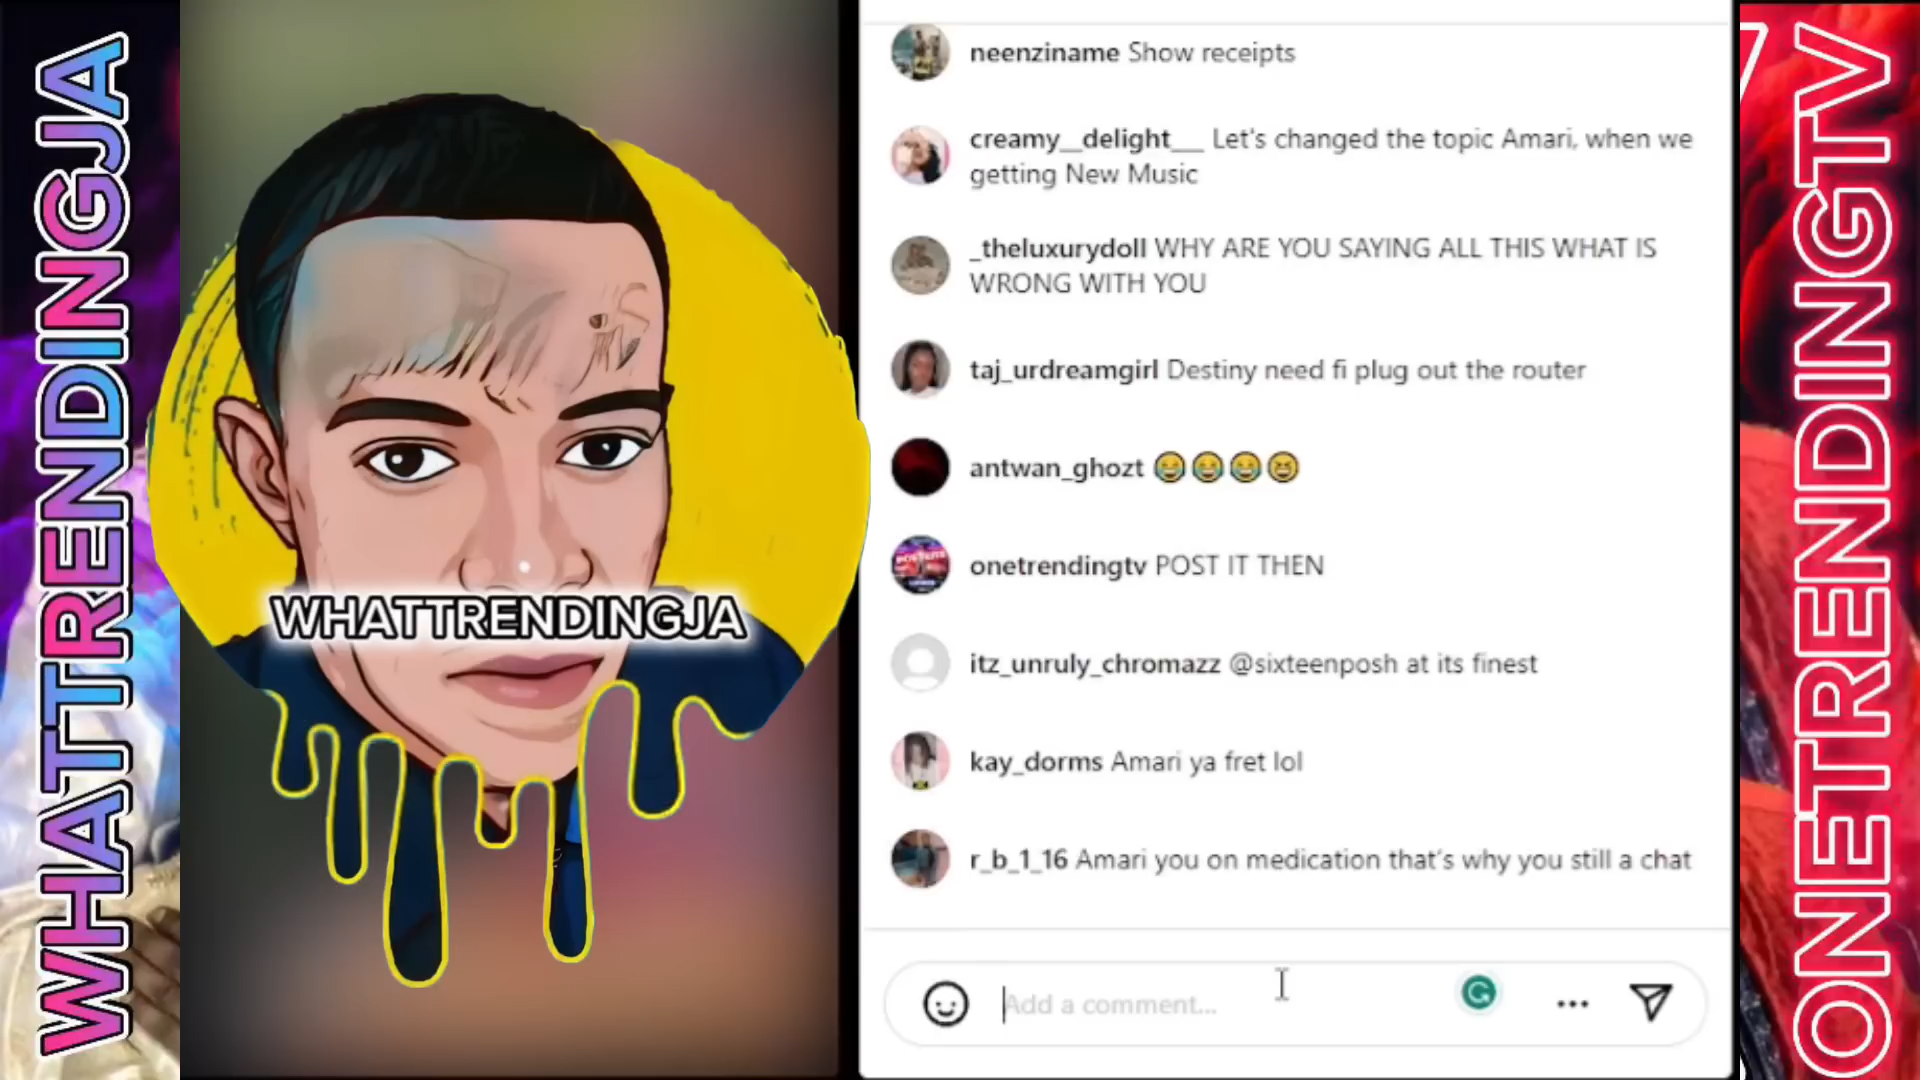 WHATTRENDINGJA
WHATTRENDINGJA
neenziname Show receipts
creamy__delight___ Let's changed the topic Amari, when we
getting New Music
_theluxurydoll WHY ARE YOU SAYING ALL THIS WHAT IS
WRONG WITH YOU
taj_urdreamgirl Destiny need fi plug out the router
antwan_ghozt 😂😂😂😆
onetrendingtv POST IT THEN
itz_unruly_chromazz @sixteenposh at its finest
kay_dorms Amari ya fret lol
r_b_1_16 Amari you on medication that's why you still a chat
Add a comment...
ONETRENDINGTV